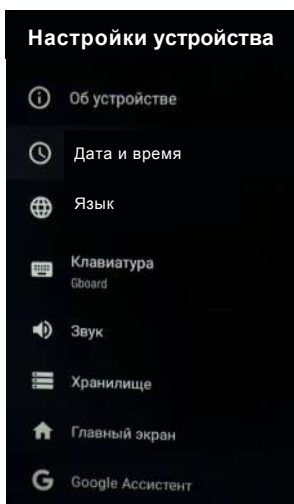 Настройки устройства
Об устройстве
Дата и время
Язык
Клавиатура
Gboard
Звук
Хранилище
Главный экран
Google Ассистент